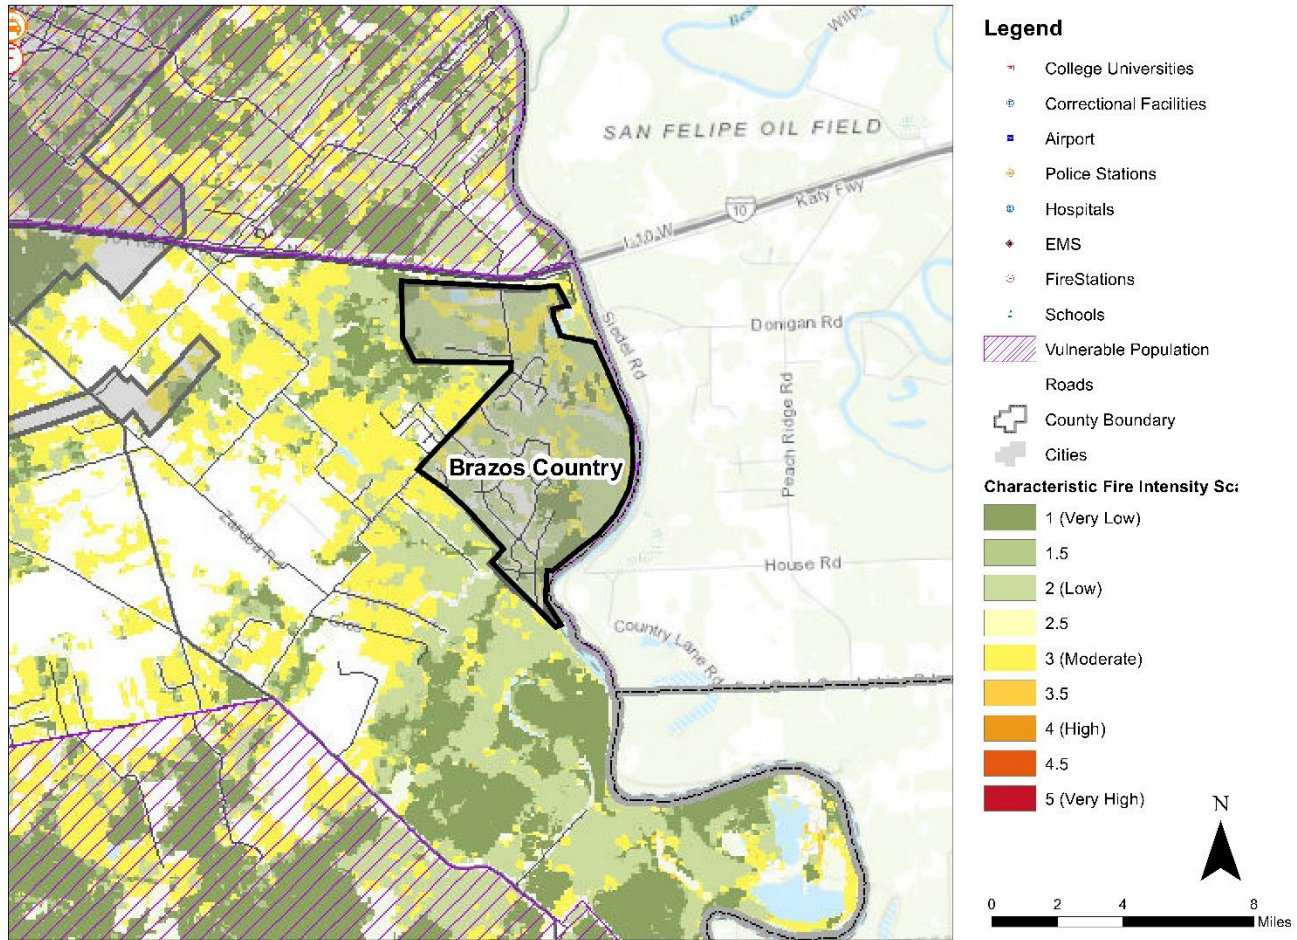 SAN FELIPE OIL FIELD
Katy Fwy
10
I-10 W
Siedel Rd
Donigan Rd
Peach Ridge Rd
Brazos Country
House Rd
Country Lane Rd
Legend
College Universities
Correctional Facilities
Airport
Police Stations
Hospitals
EMS
FireStations
Schools
Vulnerable Population
Roads
County Boundary
Cities
Characteristic Fire Intensity Sca
1 (Very Low)
1.5
2 (Low)
2.5
3 (Moderate)
3.5
4 (High)
4.5
5 (Very High)
N
0 2 4 8
Miles